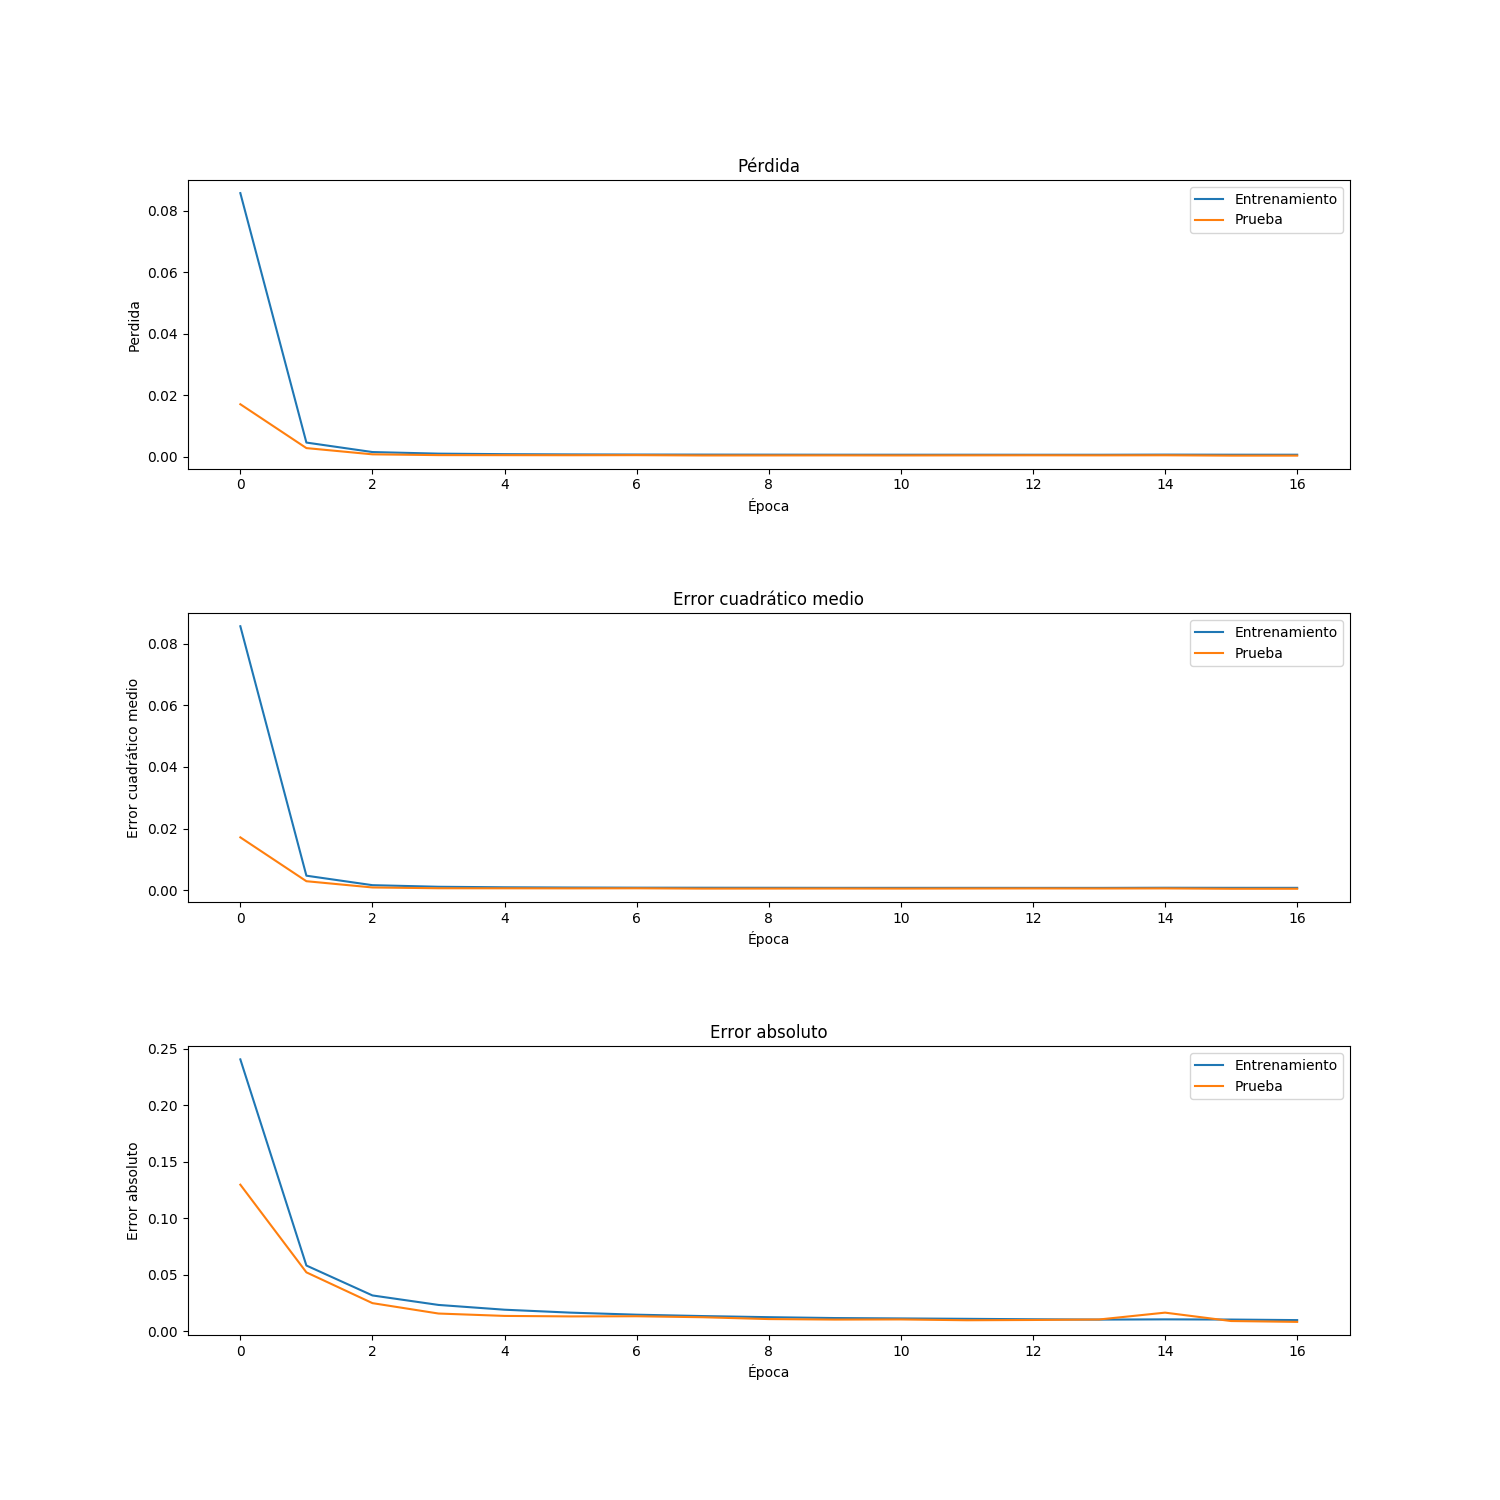 Pérdida
Entrenamiento
Prueba
0.08
0.06
0.04
0.02
0.00
Perdida
0 2 4 6 8 10 12 14 16
Época
Error cuadrático medio
Entrenamiento
Prueba
0.08
0.06
0.04
0.02
0.00
Error cuadrático medio
0 2 4 6 8 10 12 14 16
Época
Error absoluto
Entrenamiento
Prueba
0.25
0.20
0.15
0.10
0.05
0.00
Error absoluto
0 2 4 6 8 10 12 14 16
Época